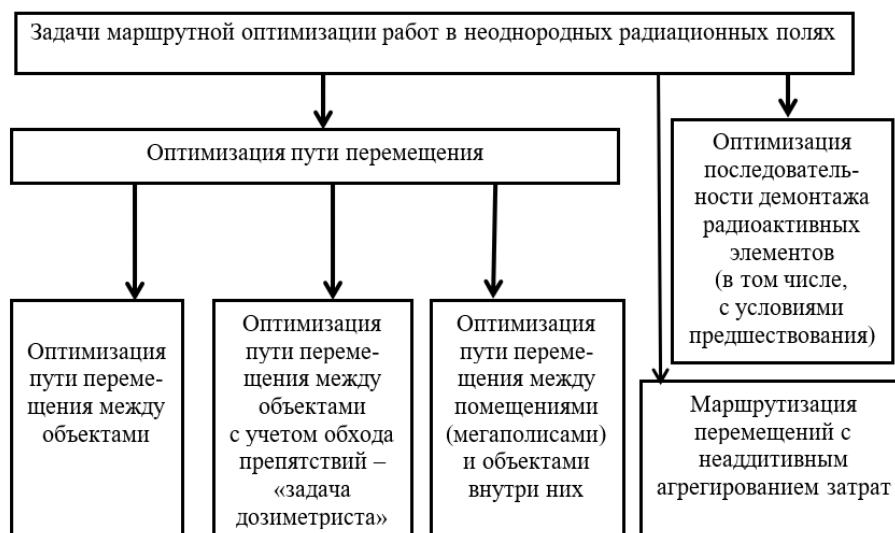 Задачи маршрутной оптимизации работ в неоднородных радиационных полях
Оптимизация пути перемещения
Оптимизация
последователь-
ности демонтажа
радиоактивных
элементов
(в том числе,
с условиями
предшествования)
Оптимизация
пути переме-
щения между
объектами
Оптимизация
пути переме-
щения между
объектами
с учетом обхода
препятствий –
«задача
дозиметриста»
Оптимизация
пути переме-
щения между
помещениями
(мегаполисами)
и объектами
внутри них
Маршрутизация
перемещений с
неаддитивным
агрегированием затрат